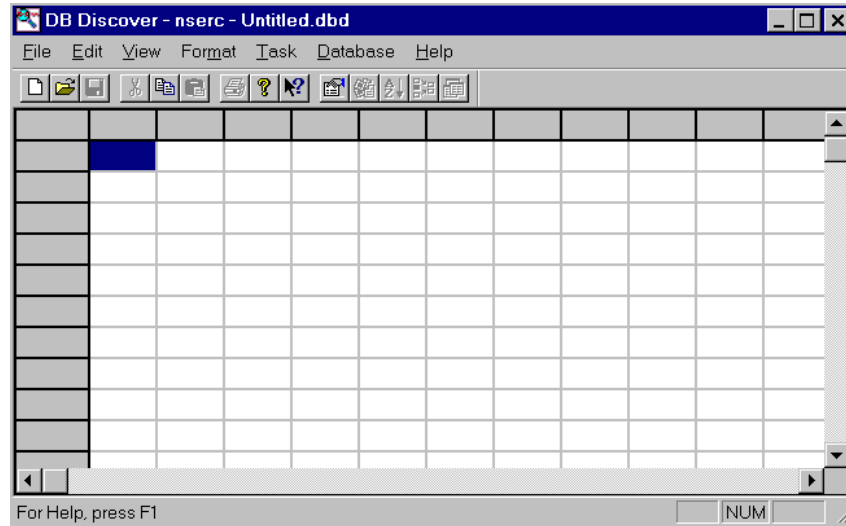 DB Discover - nserc - Untitled.dbd
File Edit View Format Task Database Help
For Help, press F1
NUM